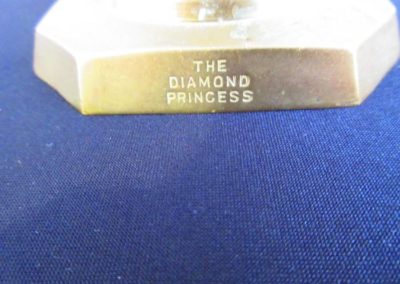 THE
DIAMOND
PRINCESS